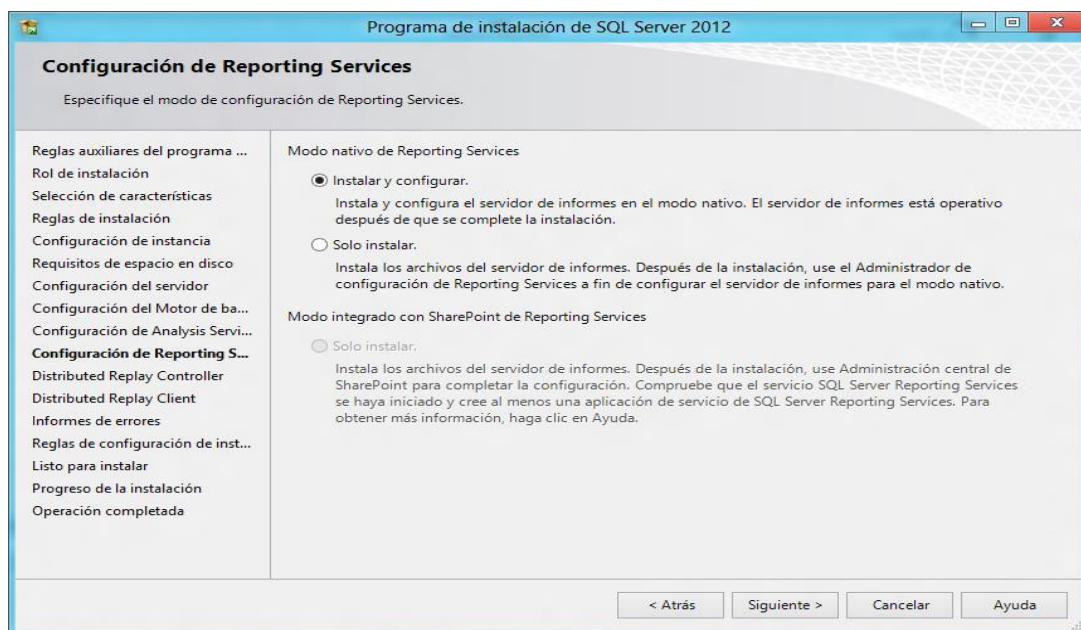 Programa de instalación de SQL Server 2012
Configuración de Reporting Services
Especifique el modo de configuración de Reporting Services.
Reglas auxiliares del programa ...
Rol de instalación
Selección de características
Reglas de instalación
Configuración de instancia
Requisitos de espacio en disco
Configuración del servidor
Configuración del Motor de ba...
Configuración de Analysis Servi...
Configuración de Reporting S...
Distributed Replay Controller
Distributed Replay Client
Informes de errores
Reglas de configuración de inst...
Listo para instalar
Progreso de la instalación
Operación completada
Modo nativo de Reporting Services
Instalar y configurar.
Instala y configura el servidor de informes en el modo nativo. El servidor de informes está operativo
después de que se complete la instalación.
Solo instalar.
Instala los archivos del servidor de informes. Después de la instalación, use el Administrador de
configuración de Reporting Services a fin de configurar el servidor de informes para el modo nativo.
Modo integrado con SharePoint de Reporting Services
Solo instalar.
Instala los archivos del servidor de informes. Después de la instalación, use Administración central de
SharePoint para completar la configuración. Compruebe que el servicio SQL Server Reporting Services
se haya iniciado y cree al menos una aplicación de servicio de SQL Server Reporting Services. Para
obtener más información, haga clic en Ayuda.
< Atrás
Siguiente >
Cancelar
Ayuda